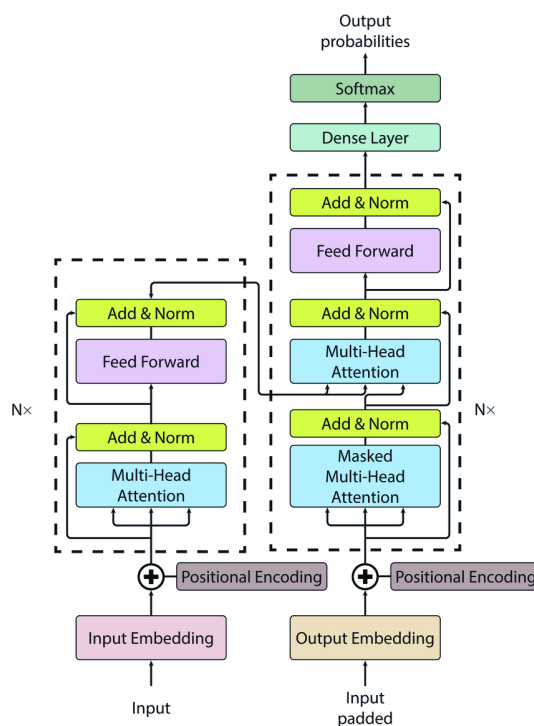 Output
probabilities
Softmax
Dense Layer
Add & Norm
Feed Forward
Add & Norm
Multi-Head
Attention
Add & Norm
Masked
Multi-Head
Attention
N×
Positional Encoding
Output Embedding
Input
padded
Add & Norm
Feed Forward
Add & Norm
Multi-Head
Attention
N×
Positional Encoding
Input Embedding
Input